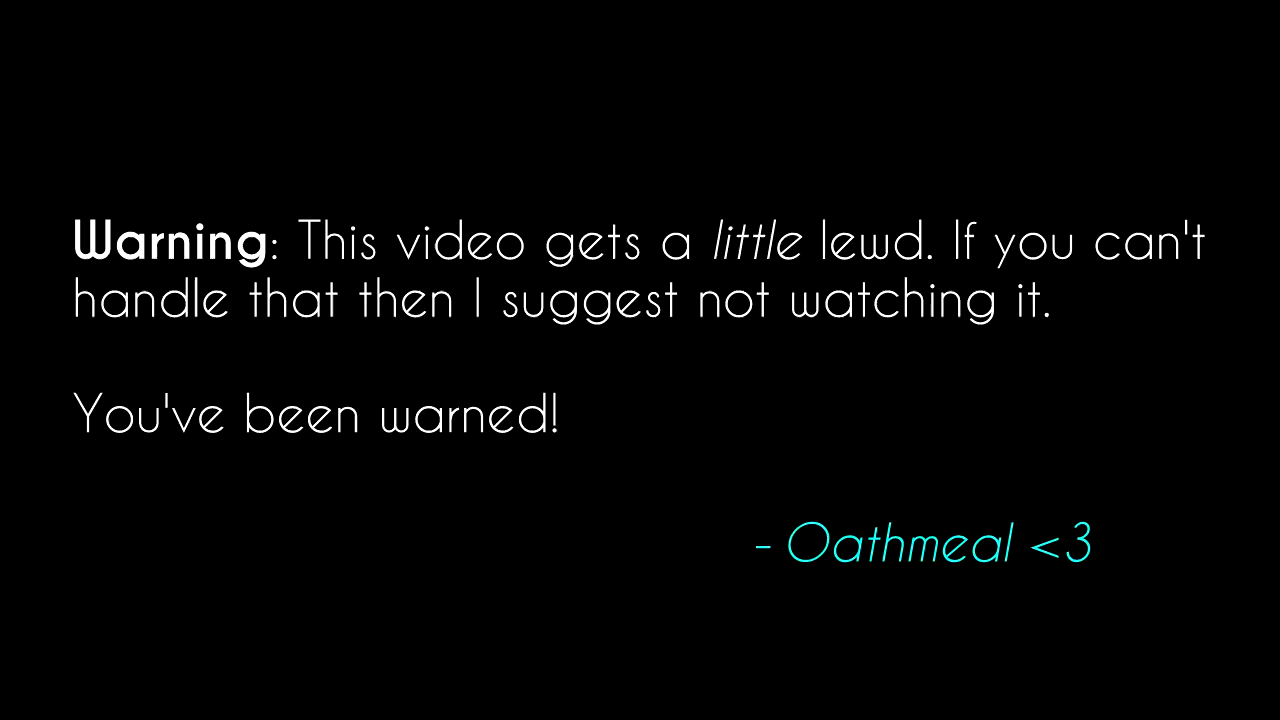 Warning: This video gets a little lewd. If you can't
handle that then I suggest not watching it.
You've been warned!
- Oathmeal <3